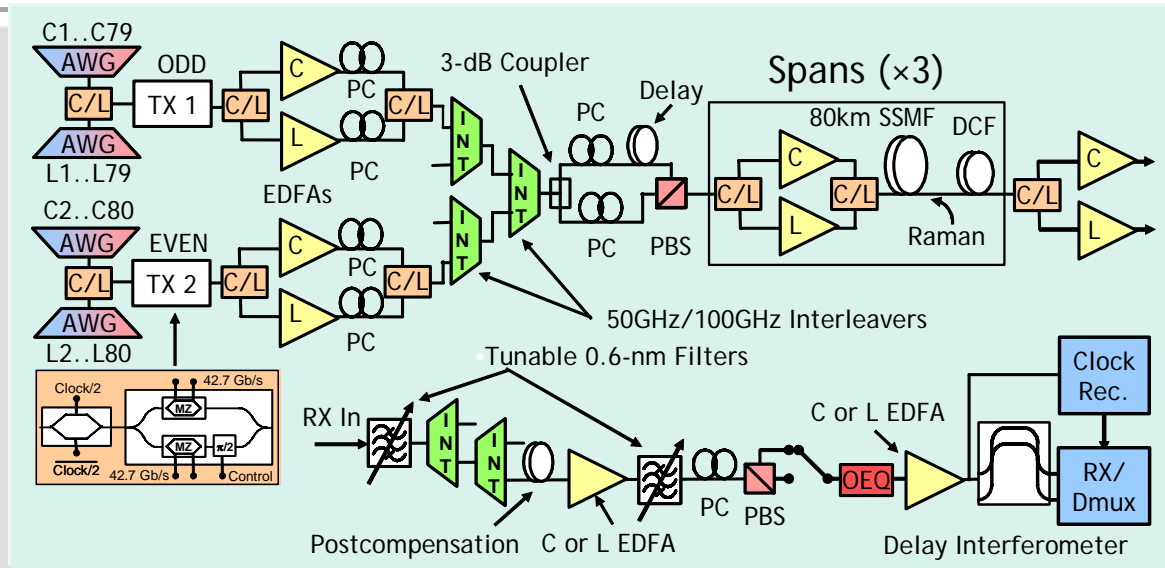 C1..C79
AWG
ODD
C/L
TX 1
C/L
C
PC
C/L
L
PC
AWG
L1..L79
EDFAs
INT
3-dB Coupler
PC
Delay
INT
PC
PBS
Spans (×3)
80km SSMF
DCF
C/L
C
L
C/L
Raman
C/L
C
L
C2..C80
AWG
EVEN
C/L
TX 2
C/L
C
PC
C/L
L
PC
AWG
L2..L80
INT
50GHz/100GHz Interleavers
Clock/2
Clock/2
42.7 Gb/s
MZ
MZ
π/2
42.7 Gb/s
Control
Tunable 0.6-nm Filters
RX In
INT
INT
Postcompensation
C or L EDFA
PC
PBS
OEQ
C or L EDFA
Clock
Rec.
RX/
Dmux
Delay Interferometer